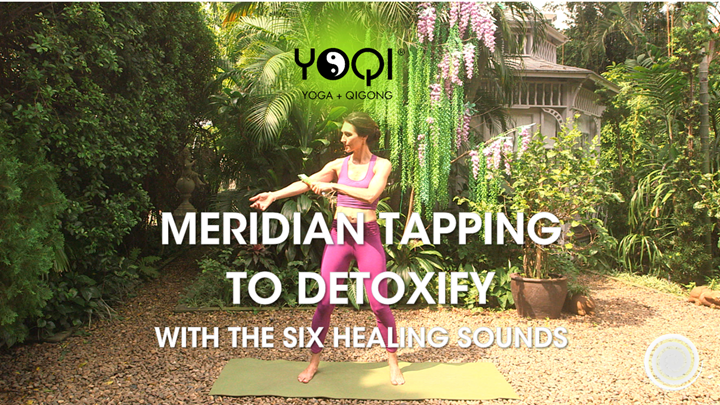 YOQI®
YOGA + QIGONG
MERIDIAN TAPPING
TO DETOXIFY
WITH THE SIX HEALING SOUNDS